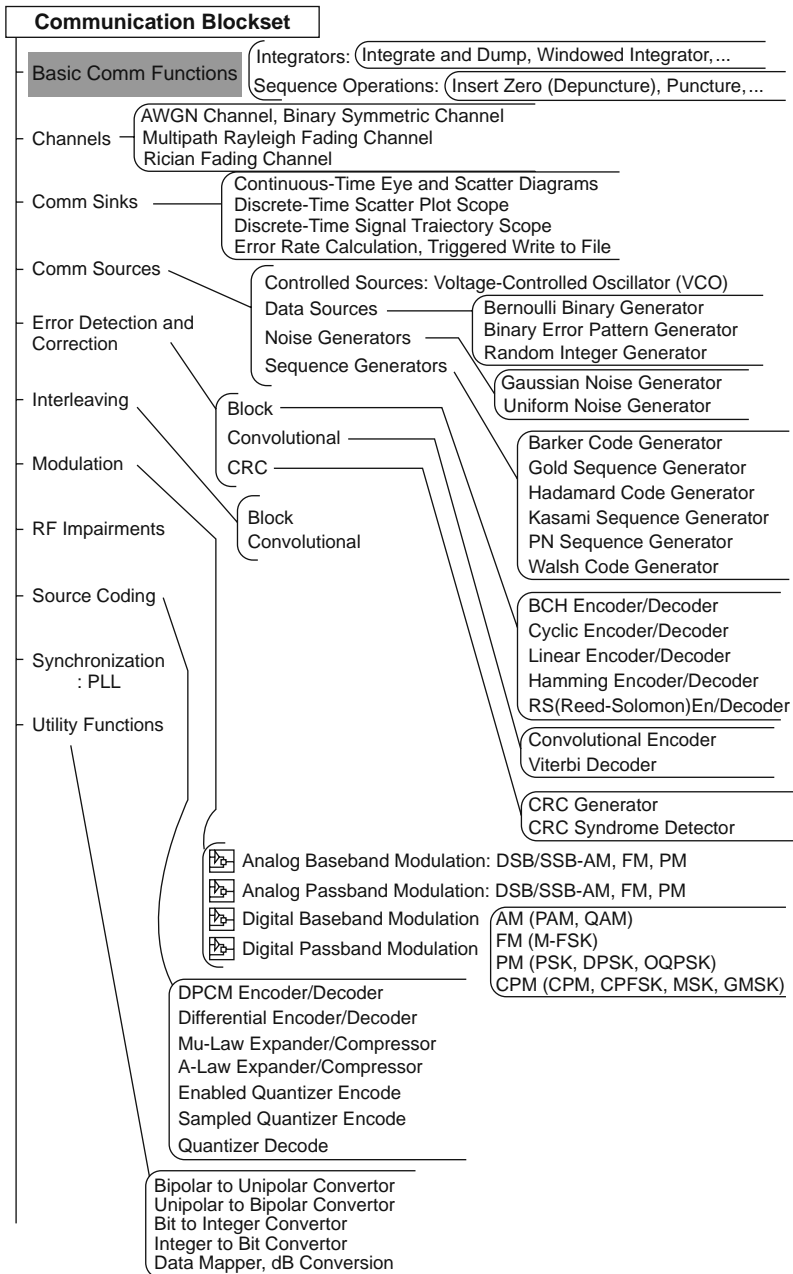 Communication Blockset
Basic Comm Functions
Integrators: Integrate and Dump, Windowed Integrator,...
Sequence Operations: Insert Zero (Depuncture), Puncture,...
Channels
AWGN Channel, Binary Symmetric Channel
Multipath Rayleigh Fading Channel
Rician Fading Channel
Comm Sinks
Continuous-Time Eye and Scatter Diagrams
Discrete-Time Scatter Plot Scope
Discrete-Time Signal Traiectory Scope
Error Rate Calculation, Triggered Write to File
Comm Sources
Controlled Sources: Voltage-Controlled Oscillator (VCO)
Data Sources
Noise Generators
Sequence Generators
Bernoulli Binary Generator
Binary Error Pattern Generator
Random Integer Generator
Gaussian Noise Generator
Uniform Noise Generator
Barker Code Generator
Gold Sequence Generator
Hadamard Code Generator
Kasami Sequence Generator
PN Sequence Generator
Walsh Code Generator
Error Detection and
Correction
Block
Convolutional
CRC
BCH Encoder/Decoder
Cyclic Encoder/Decoder
Linear Encoder/Decoder
Hamming Encoder/Decoder
RS(Reed-Solomon)En/Decoder
Convolutional Encoder
Viterbi Decoder
CRC Generator
CRC Syndrome Detector
Interleaving
Block
Convolutional
Modulation
Analog Baseband Modulation: DSB/SSB-AM, FM, PM
Analog Passband Modulation: DSB/SSB-AM, FM, PM
Digital Baseband Modulation
Digital Passband Modulation
AM (PAM, QAM)
FM (M-FSK)
PM (PSK, DPSK, OQPSK)
CPM (CPM, CPFSK, MSK, GMSK)
RF Impairments
Source Coding
DPCM Encoder/Decoder
Differential Encoder/Decoder
Mu-Law Expander/Compressor
A-Law Expander/Compressor
Enabled Quantizer Encode
Sampled Quantizer Encode
Quantizer Decode
Synchronization
: PLL
Utility Functions
Bipolar to Unipolar Convertor
Unipolar to Bipolar Convertor
Bit to Integer Convertor
Integer to Bit Convertor
Data Mapper, dB Conversion